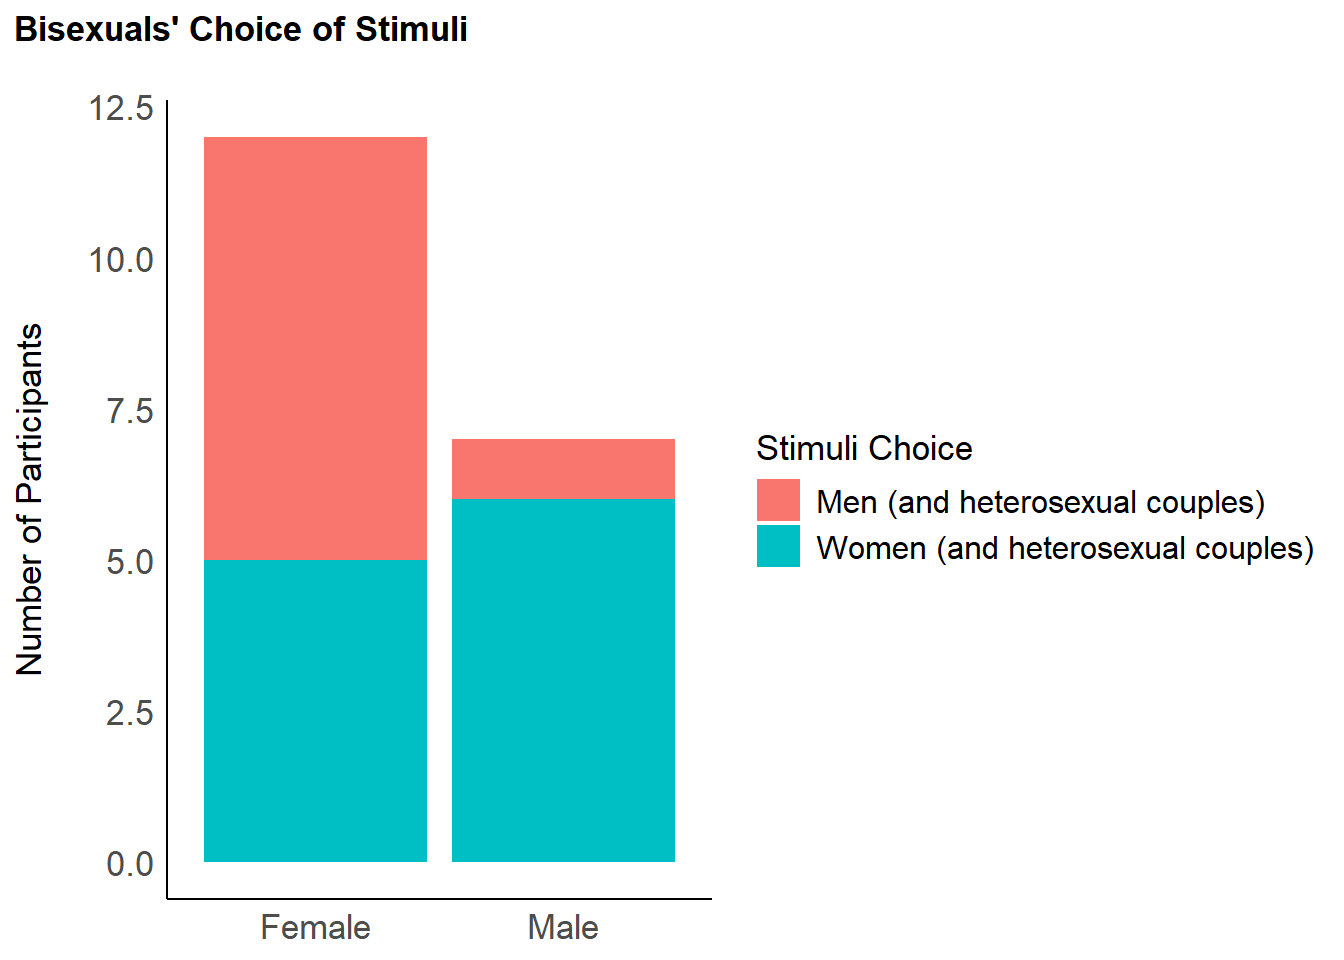 Bisexuals' Choice of Stimuli
12.5
10.0
7.5
5.0
2.5
0.0
Number of Participants
Female
Male
Stimuli Choice
Men (and heterosexual couples)
Women (and heterosexual couples)